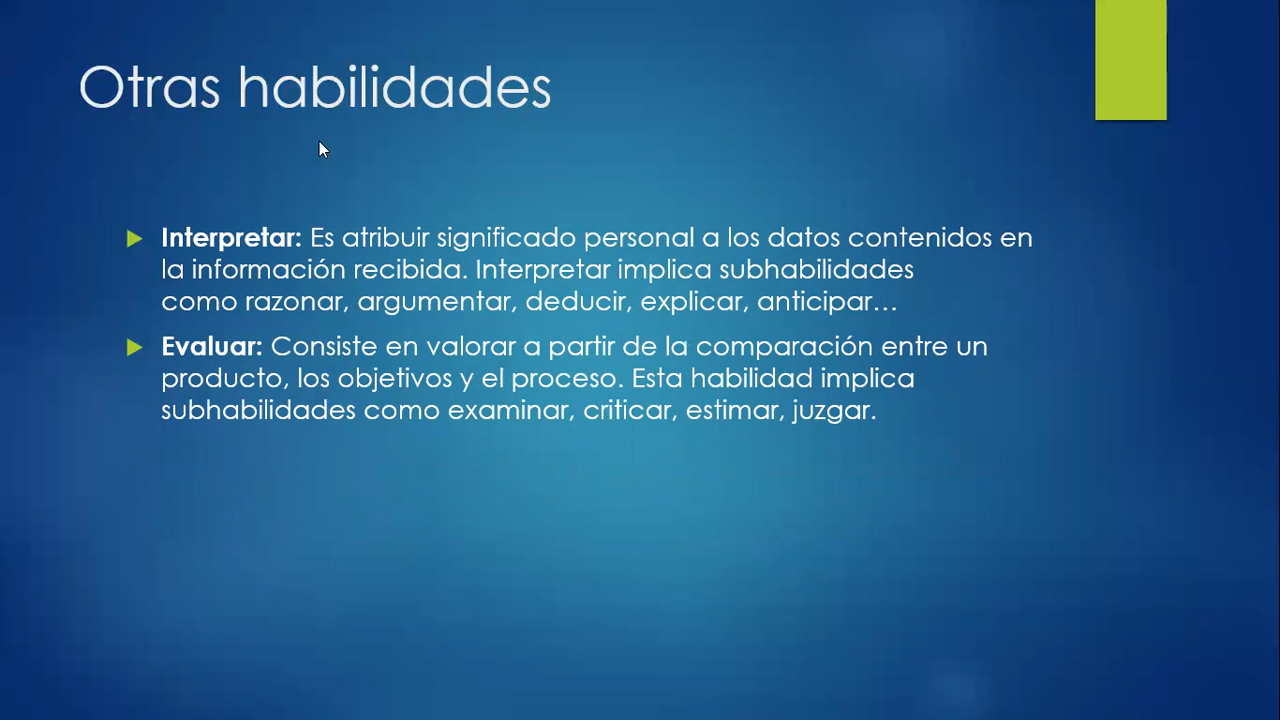 Otras habilidades
Interpretar: Es atribuir significado personal a los datos contenidos en
la información recibida. Interpretar implica subhabilidades
como razonar, argumentar, deducir, explicar, anticipar…
Evaluar: Consiste en valorar a partir de la comparación entre un
producto, los objetivos y el proceso. Esta habilidad implica
subhabilidades como examinar, criticar, estimar, juzgar.